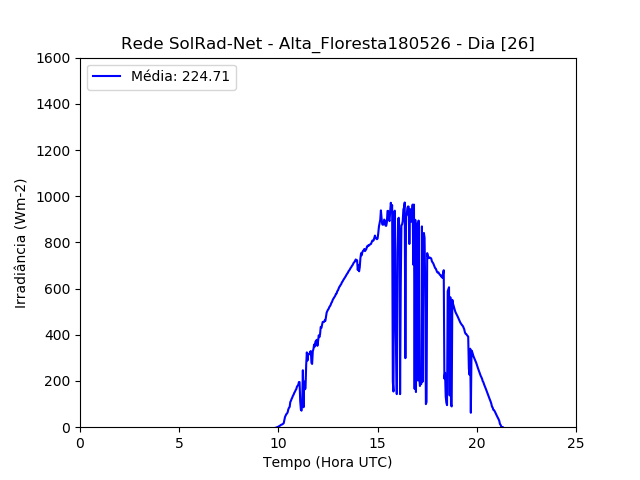 Rede SolRad-Net - Alta_Floresta180526 - Dia [26]
Média: 224.71
1600
1400
1200
1000
800
600
400
200
0
Irradiância (Wm-2)
0 5 10 15 20 25
Tempo (Hora UTC)